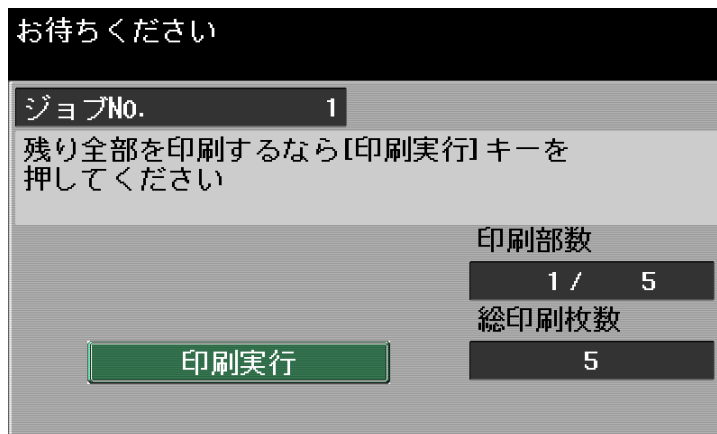 お待ちください
ジョブNo. 1
残り全部を印刷するなら[印刷実行]キーを
押してください
印刷部数
1 / 5
総印刷枚数
印刷実行
5